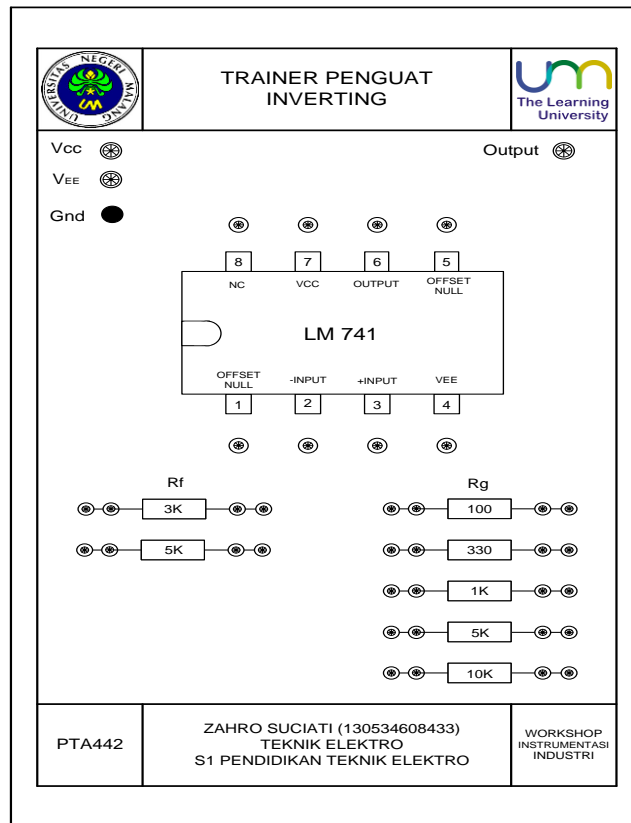 UNIVERSITAS NEGERI MALANG
UM
TRAINER PENGUAT
INVERTING
um
The Learning
University
Vcc
VEE
Gnd
Output
8
7
6
5
NC
VCC
OUTPUT
OFFSET
NULL
LM 741
OFFSET
NULL
-INPUT
+INPUT
VEE
1
2
3
4
Rf
Rg
3K
100
5K
330
1K
5K
10K
PTA442
ZAHRO SUCIATI (130534608433)
TEKNIK ELEKTRO
S1 PENDIDIKAN TEKNIK ELEKTRO
WORKSHOP
INSTRUMENTASI
INDUSTRI